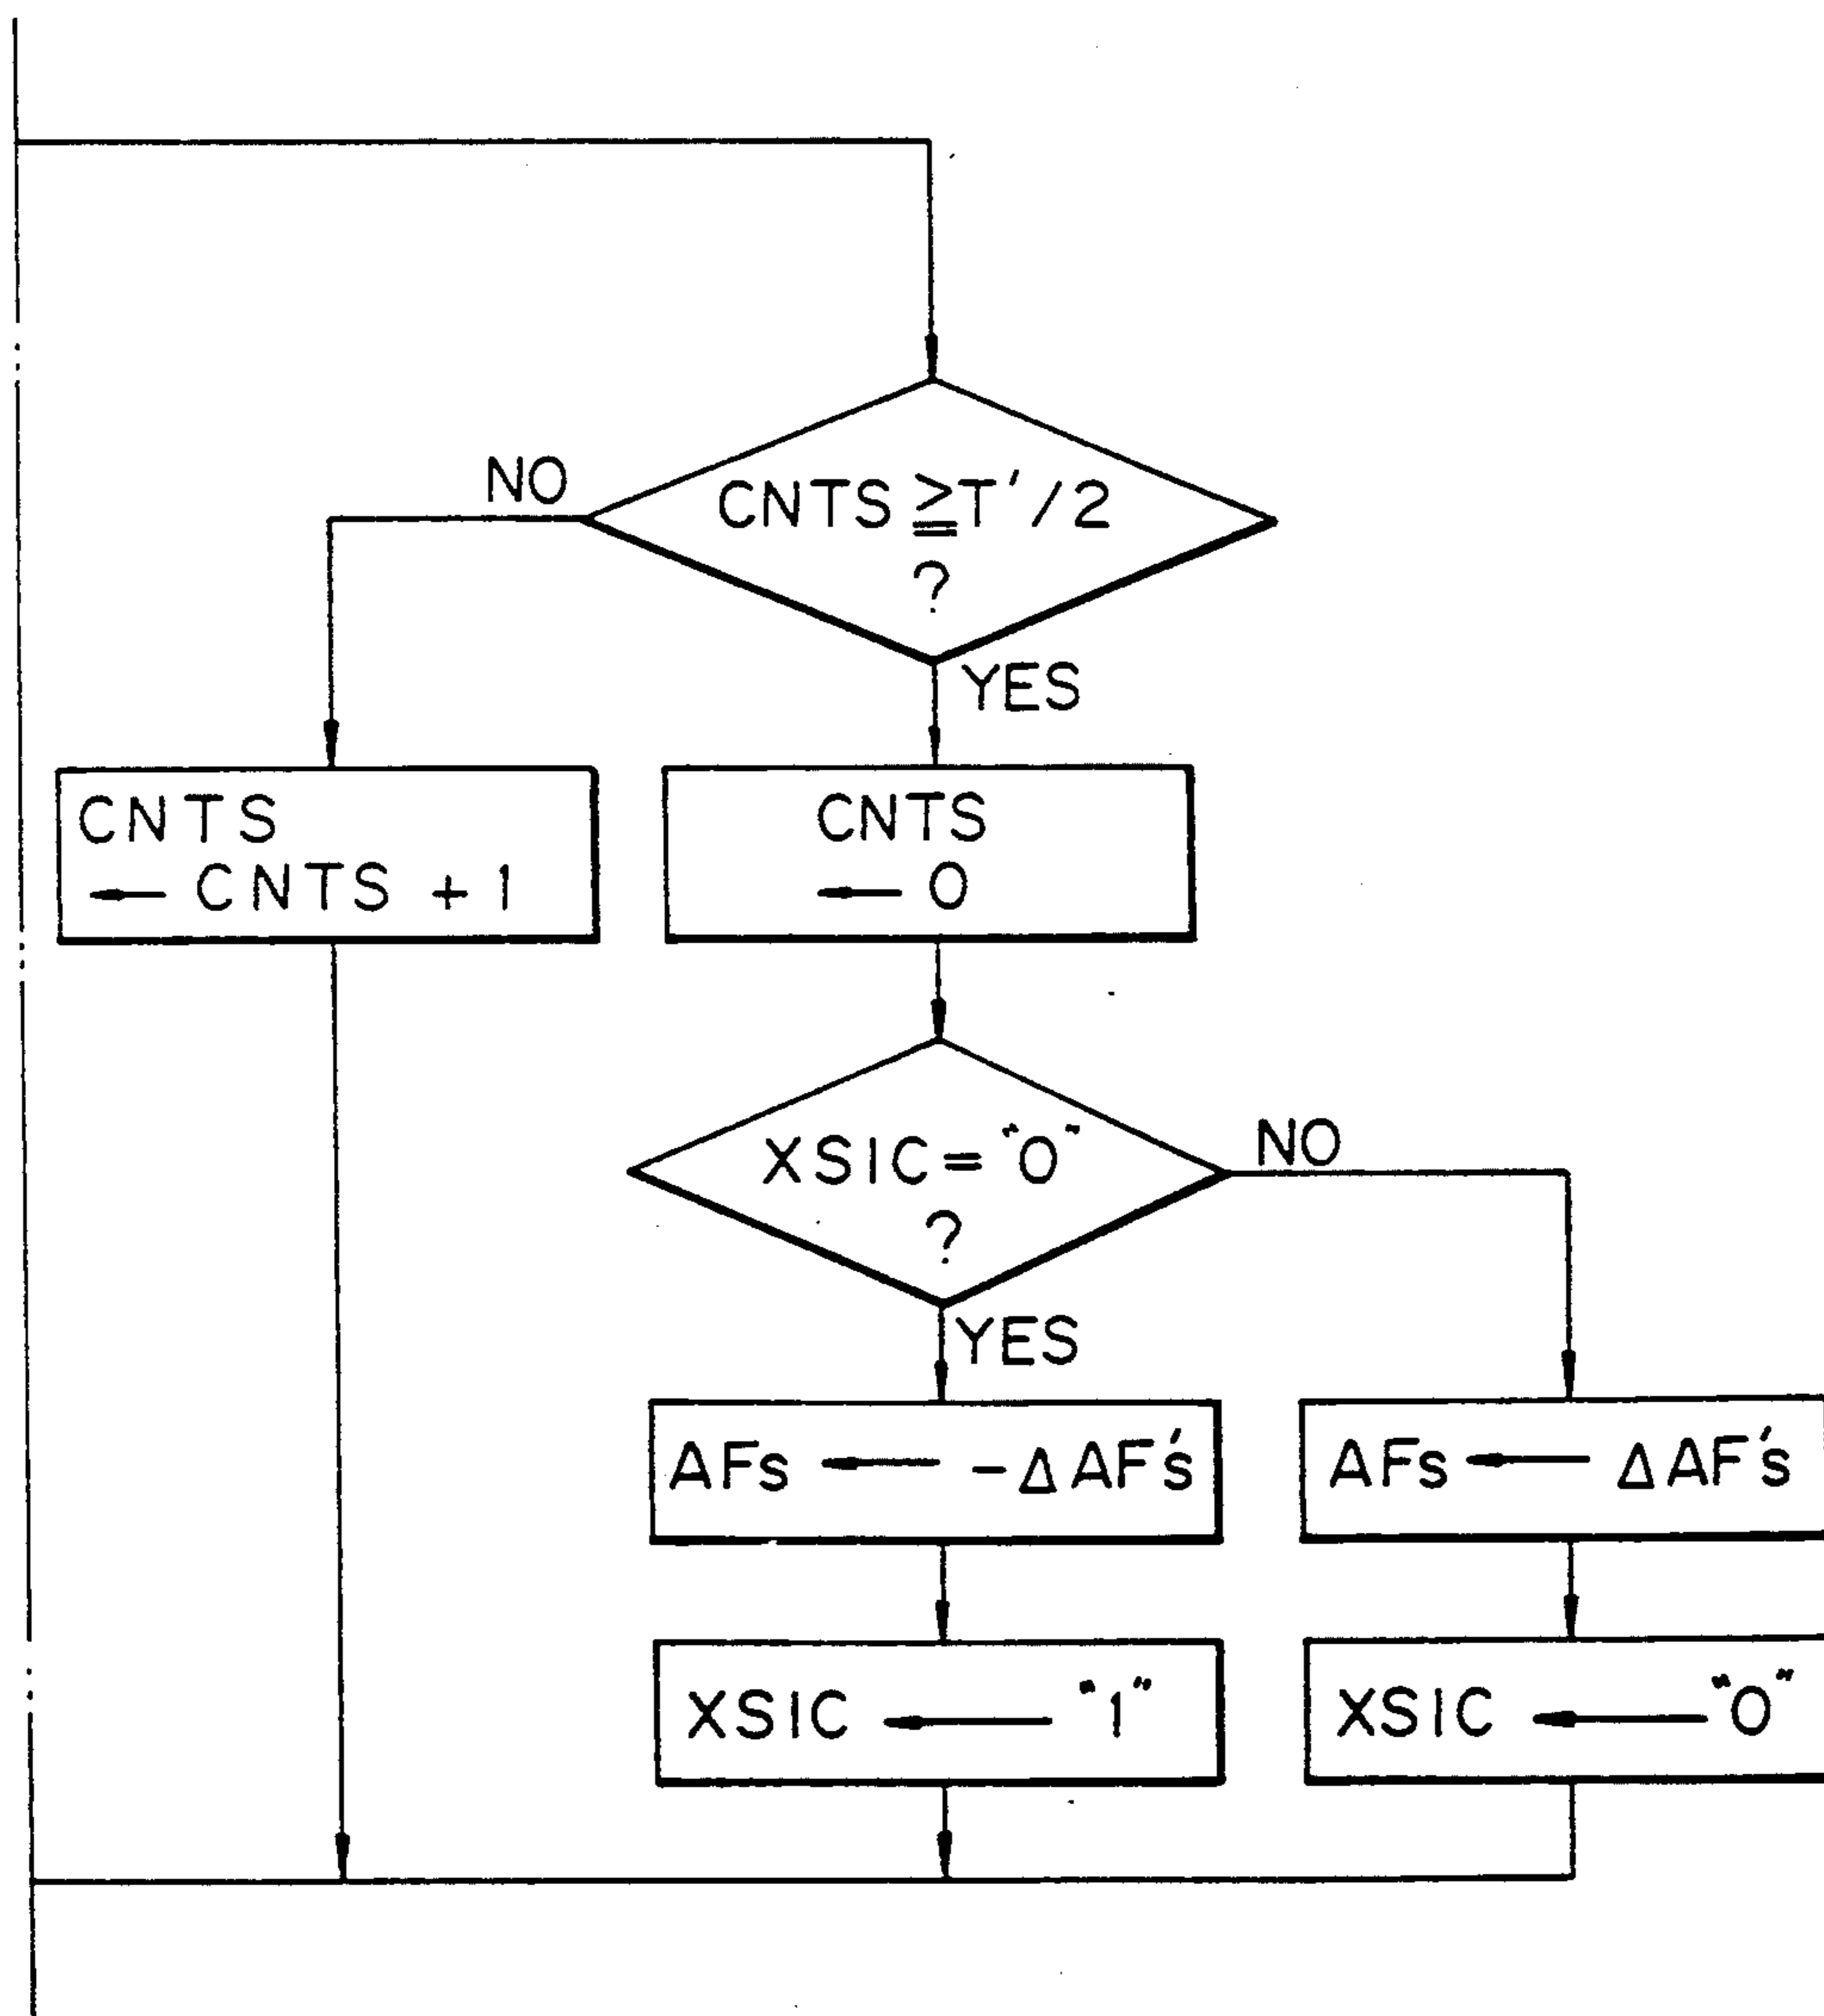 CNTS ≧ T'/2
?
NO
YES
CNTS
← CNTS + 1
CNTS
← 0
XSIC = "0"
?
NO
YES
AFs ← -ΔAF's
AFs ← ΔAF's
XSIC ← "1"
XSIC ← "0"